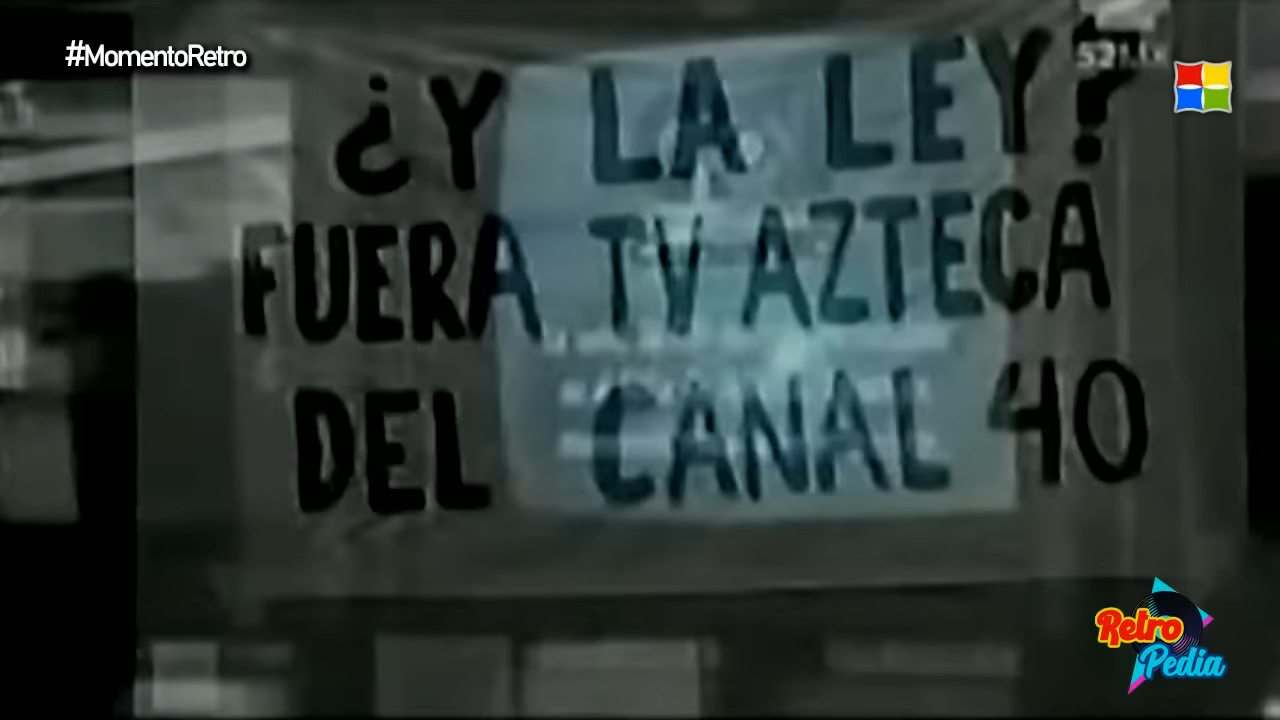 #MomentoRetro
¿Y LA LEY?
FUERA TV AZTECA
DEL CANAL 40
Retro
Pedia